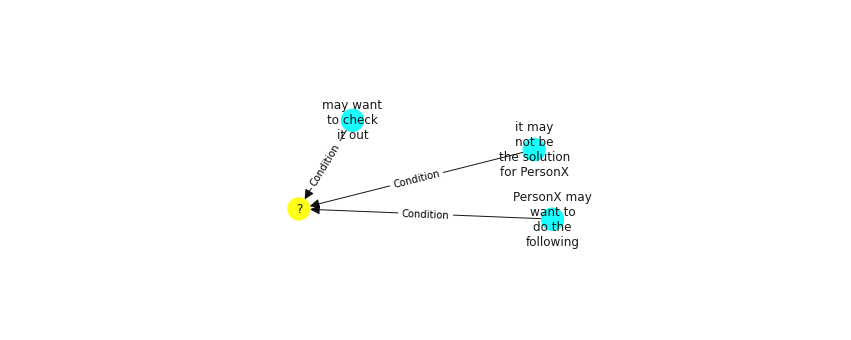 may want
to check
it out
Condition
it may
not be
the solution
for PersonX
Condition
PersonX may
want to
do the
following
Condition
?